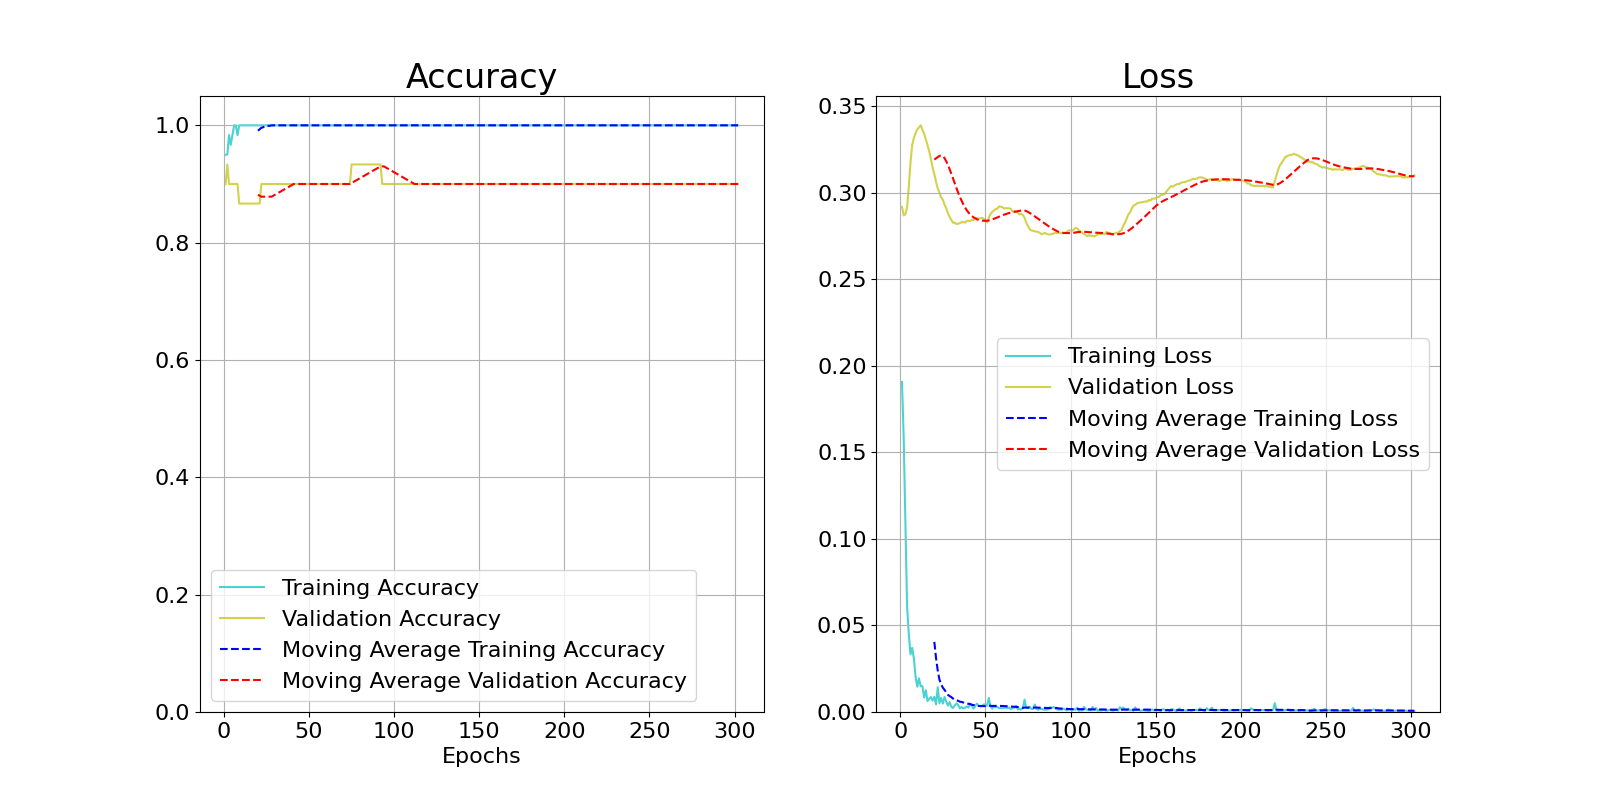 Accuracy
1.0
0.8
0.6
0.4
0.2
0.0
Training Accuracy
Validation Accuracy
Moving Average Training Accuracy
Moving Average Validation Accuracy
0 50 100 150 200 250 300
Epochs
Loss
0.35
0.30
0.25
0.20
0.15
0.10
0.05
0.00
Training Loss
Validation Loss
Moving Average Training Loss
Moving Average Validation Loss
0 50 100 150 200 250 300
Epochs